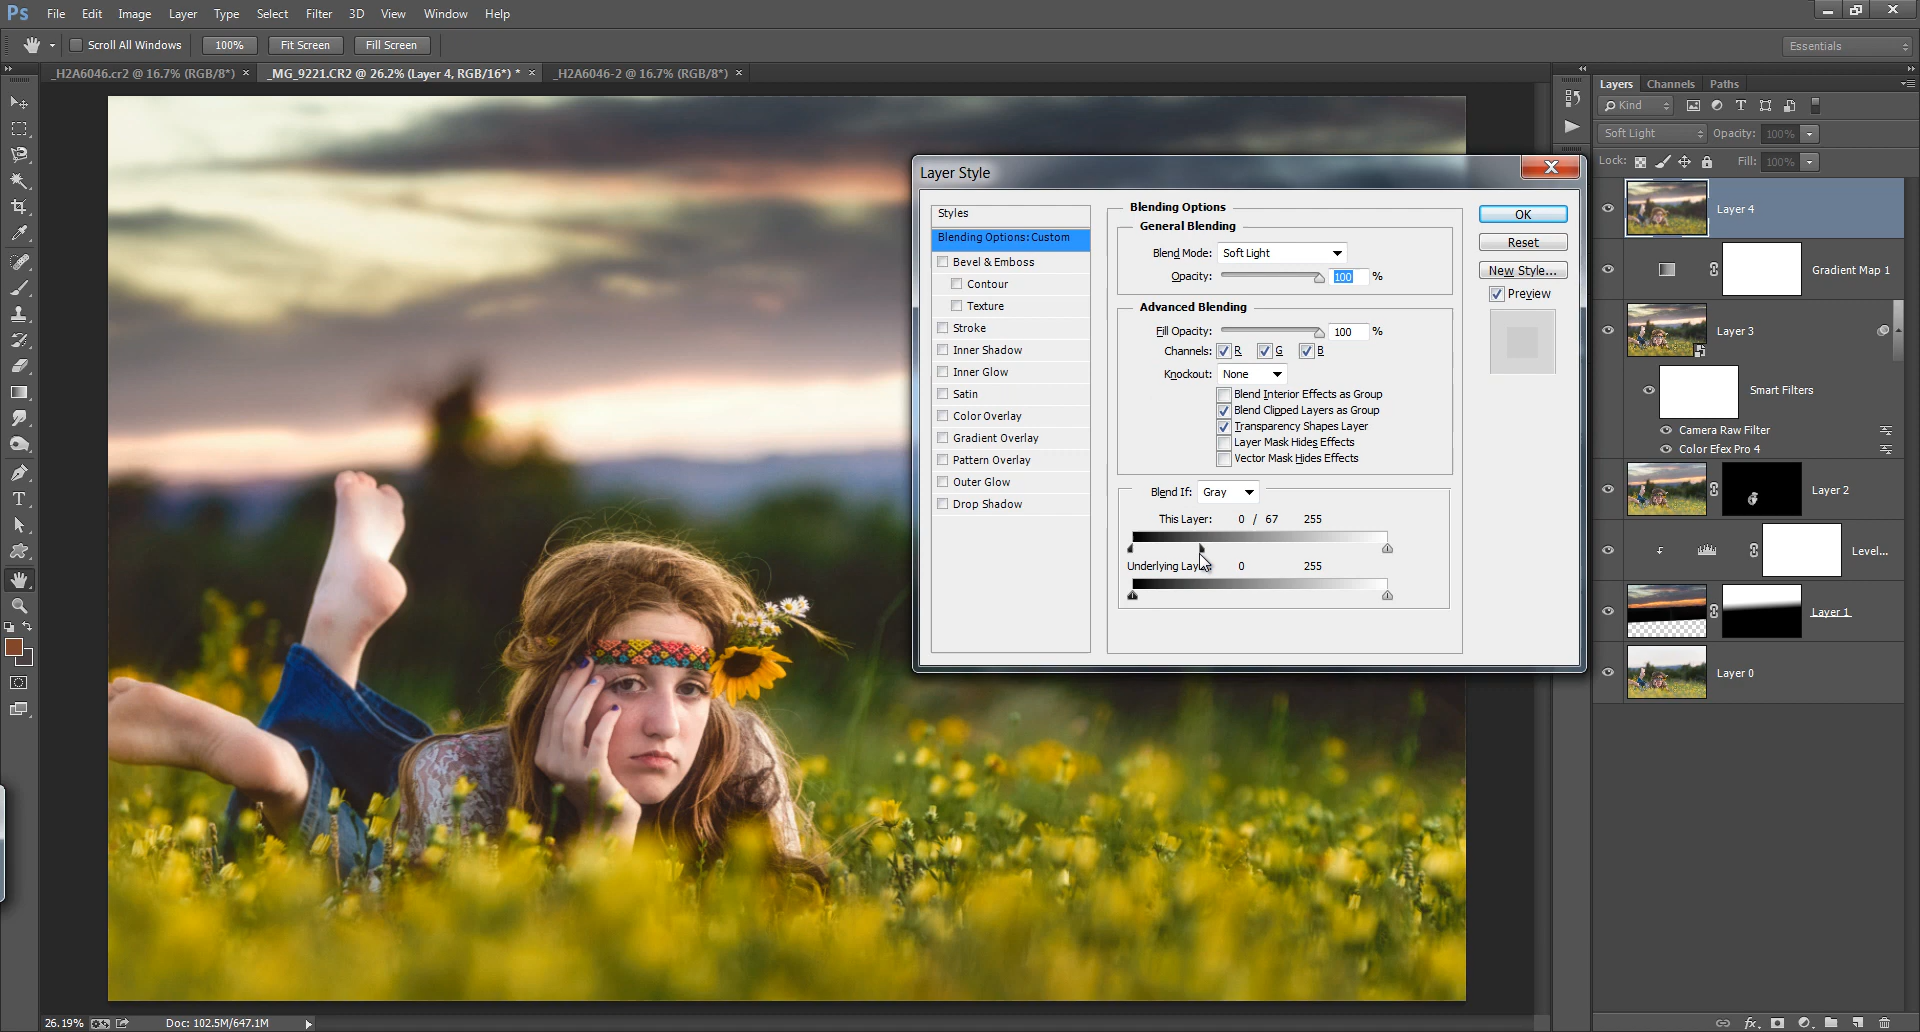 Ps File Edit Image Layer Type Select Filter 3D View Window Help
Scroll All Windows 100% Fit Screen Fill Screen Essentials
_H2A6046.cr2 @ 16.7% (RGB/8*) × _MG_9221.CR2 @ 26.2% (Layer 4, RGB/16*) * × _H2A6046-2 @ 16.7% (RGB/8*) ×
Layers Channels Paths
Kind
Soft Light Opacity: 100%
Lock: Fill: 100%
Layer 4
Gradient Map 1
Layer 3
Smart Filters
Camera Raw Filter
Color Efex Pro 4
Layer 2
Level...
Layer 1
Layer 0
Layer Style
Styles
Blending Options: Custom
Bevel & Emboss
Contour
Texture
Stroke
Inner Shadow
Inner Glow
Satin
Color Overlay
Gradient Overlay
Pattern Overlay
Outer Glow
Drop Shadow
Blending Options
General Blending
Blend Mode: Soft Light
Opacity: 100 %
Advanced Blending
Fill Opacity: 100 %
Channels: R G B
Knockout: None
Blend Interior Effects as Group
Blend Clipped Layers as Group
Transparency Shapes Layer
Layer Mask Hides Effects
Vector Mask Hides Effects
Blend If: Gray
This Layer: 0 / 67 255
Underlying Laye 0 255
OK
Reset
New Style...
Preview
26.19% Doc: 102.5M/647.1M